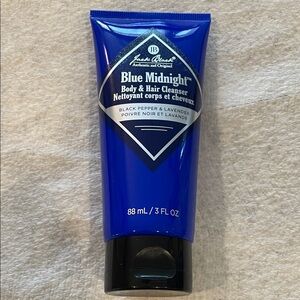 JB
Jack Black
Authentic and Original
Blue Midnight™
Body & Hair Cleanser
Nettoyant corps et cheveux
BLACK PEPPER & LAVENDER
POIVRE NOIR ET LAVANDE
88 mL / 3 FL OZ